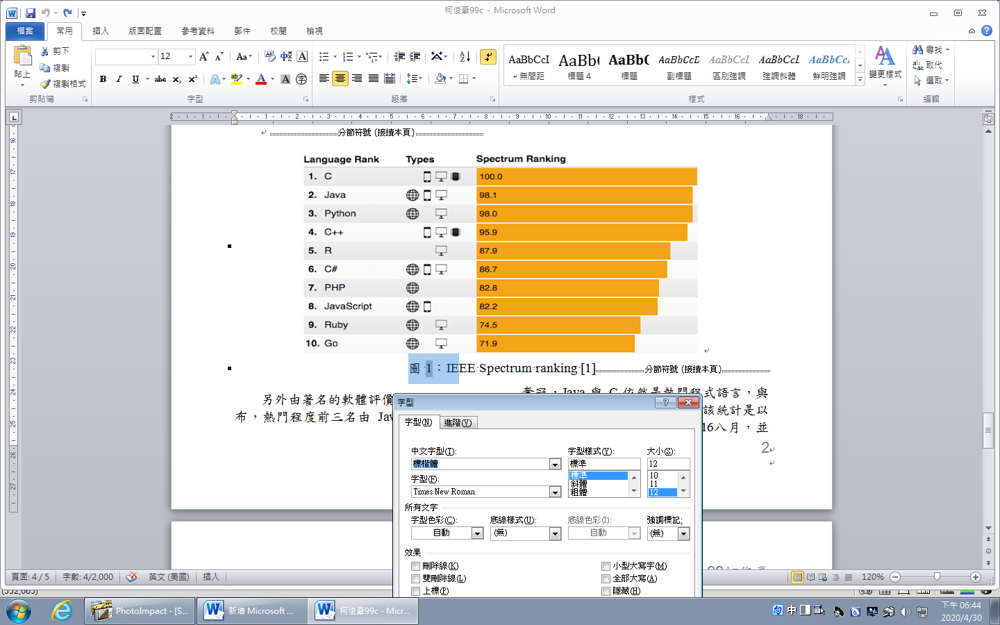 柯俊豪99c - Microsoft Word
檔案 常用 插入 版面配置 參考資料 郵件 校閱 檢視
貼上 剪下 複製 複製格式 剪貼簿
12 字型
段落
AaBbCcI AaBb( AaBb( AaBbCcD AaBbCcL AaBbCcL AaBbCcI
無間距 標題 4 標題 副標題 區別強調 強調斜體 鮮明強調
變更樣式 樣式
尋找 取代 選取 編輯
分節符號 (接續本頁)
Language Rank Types Spectrum Ranking
1. C 100.0
2. Java 98.1
3. Python 98.0
4. C++ 95.9
5. R 87.9
6. C# 86.7
7. PHP 82.8
8. JavaScript 82.2
9. Ruby 74.5
10. Go 71.9
圖 1：IEEE Spectrum ranking [1] 分節符號 (接續本頁)
另外由著名的軟體評價
布，熱門程度前三名由 Jav
奪冠，Java 與 C 依然是熱門程式語言，與
該統計是以
16八月，並
2
字型
字型(N) 進階(Y)
中文字型(T): 字型樣式(Y): 大小(S):
標楷體 標準 12
標準 10
字型(F): 斜體 11
Times New Roman 粗體 12
所有文字
字型色彩(C): 底線樣式(U): 底線色彩(I): 強調標記:
自動 (無) 自動 (無)
效果
刪除線(K) 小型大寫字(M)
雙刪除線(L) 全部大寫(A)
上標(P) 隱藏(H)
頁面: 4 / 5 字數: 4/2,000 英文 (美國) 插入 120%
PhotoImpact - [S... 新增 Microsoft ... 柯俊豪99c - Micr...
中
下午 06:44
2020/4/30